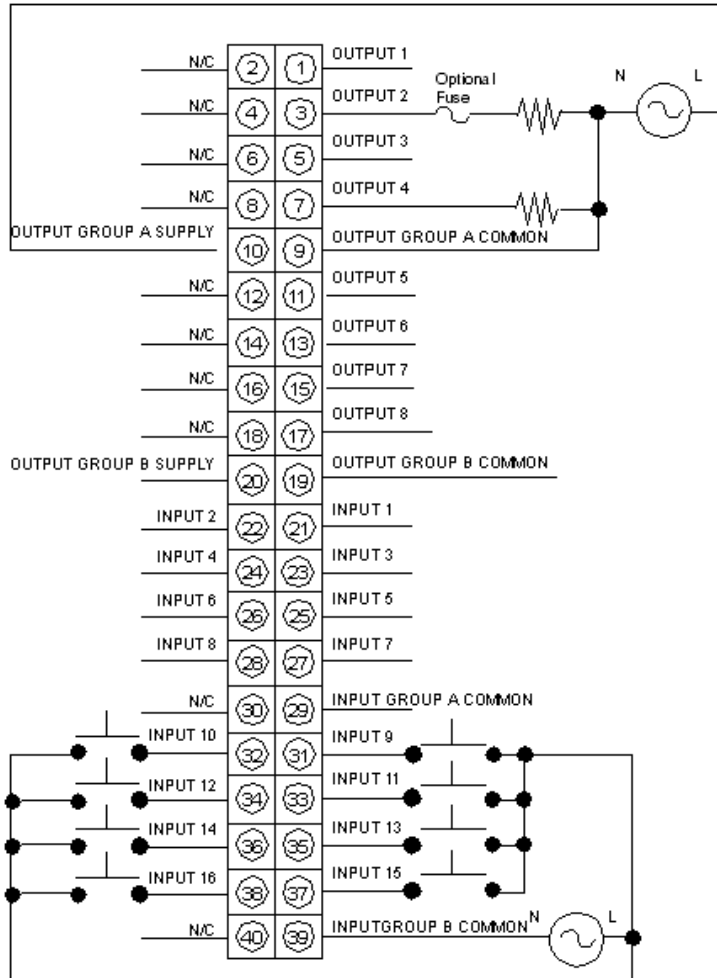 N/C 2 1 OUTPUT 1
N/C 4 3 OUTPUT 2 Optional Fuse N L
N/C 6 5 OUTPUT 3
N/C 8 7 OUTPUT 4
OUTPUT GROUP A SUPPLY 10 9 OUTPUT GROUP A COMMON
N/C 12 11 OUTPUT 5
N/C 14 13 OUTPUT 6
N/C 16 15 OUTPUT 7
N/C 18 17 OUTPUT 8
OUTPUT GROUP B SUPPLY 20 19 OUTPUT GROUP B COMMON
INPUT 2 22 21 INPUT 1
INPUT 4 24 23 INPUT 3
INPUT 6 26 25 INPUT 5
INPUT 8 28 27 INPUT 7
N/C 30 29 INPUT GROUP A COMMON
INPUT 10 32 31 INPUT 9
INPUT 12 34 33 INPUT 11
INPUT 14 36 35 INPUT 13
INPUT 16 38 37 INPUT 15
N/C 40 39 INPUTGROUP B COMMON N L